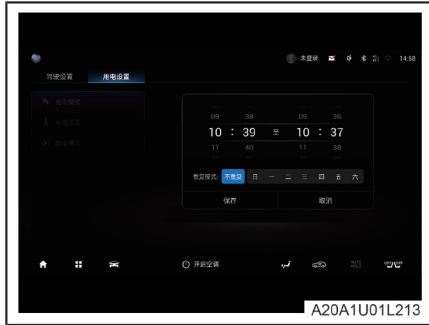 未登录 14:58
驾驶设置 用电设置
09 38 09 36
10 : 39 至 10 : 37
11 40 11 38
重复模式: 不重复 日 一 二 三 四 五 六
保存 取消
开启空调
AUTO HOLD
A20A1U01L213